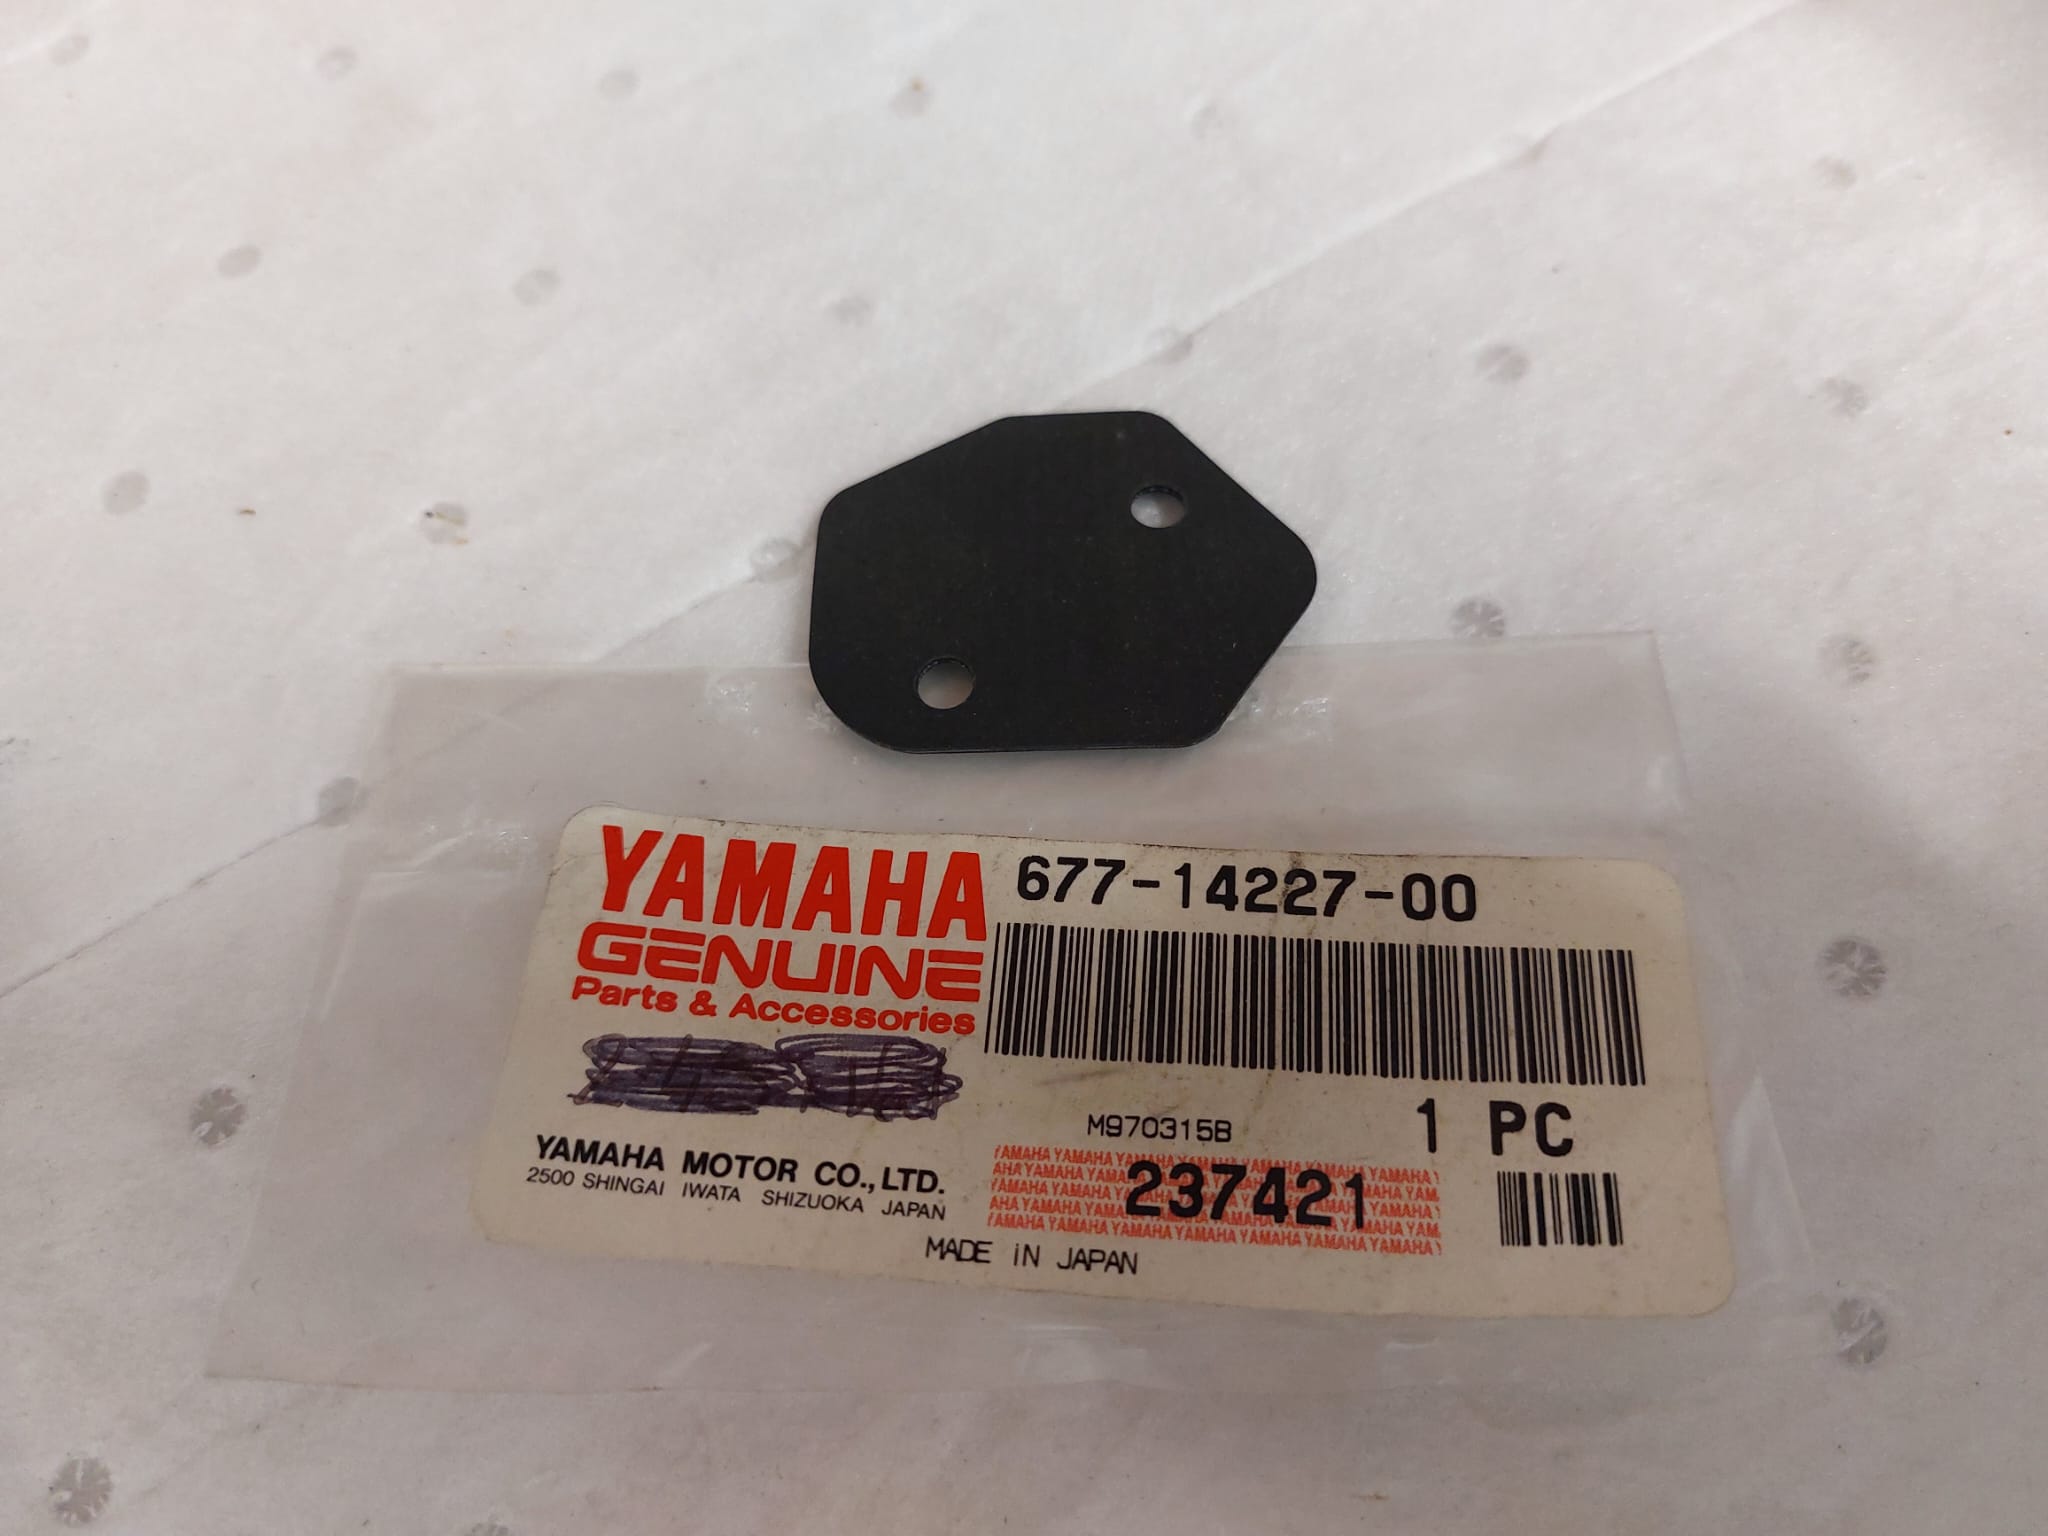 YAMAHA
GENUINE
Parts & Accessories
677-14227-00
M970315B
1 PC
YAMAHA MOTOR CO., LTD.
2500 SHINGAI IWATA SHIZUOKA JAPAN
237421
MADE iN JAPAN